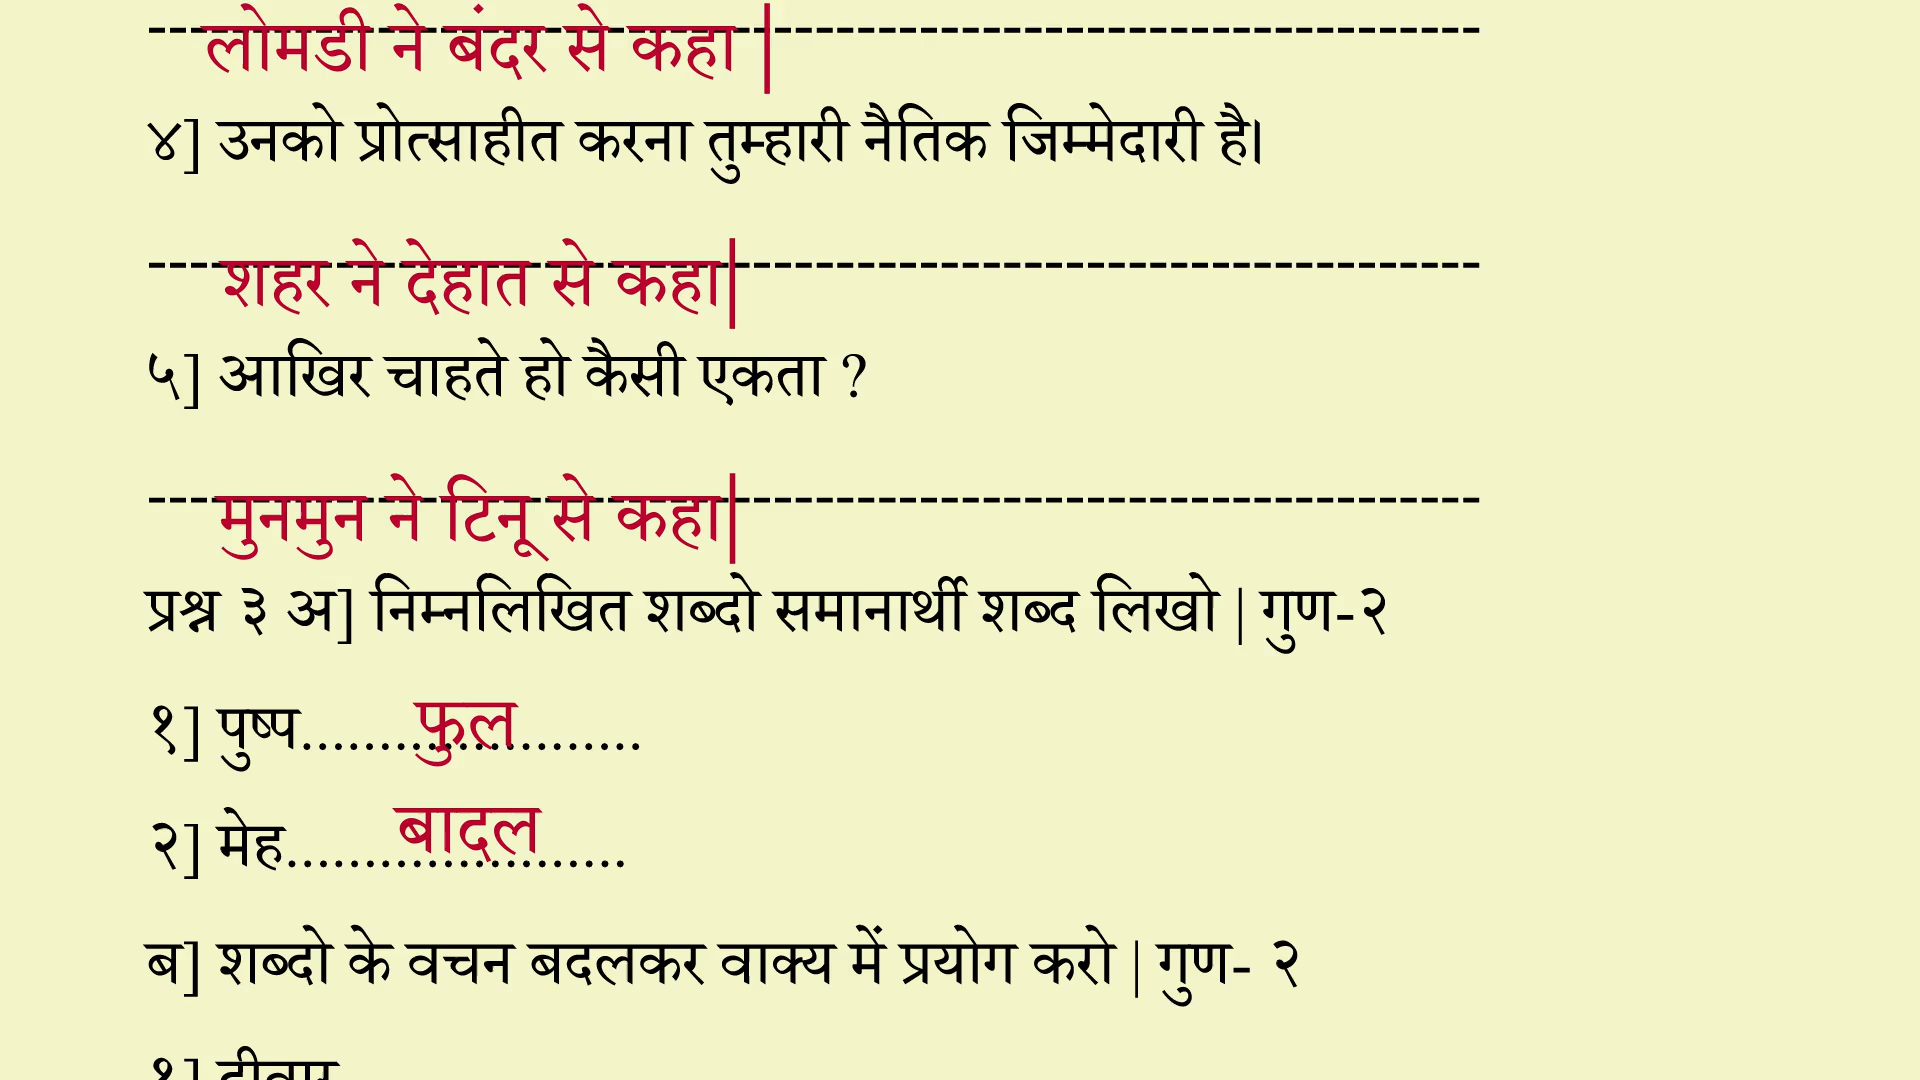 लोमडी ने बंदर से कहा |
४] उनको प्रोत्साहीत करना तुम्हारी नैतिक जिम्मेदारी है।
शहर ने देहात से कहा|
५] आखिर चाहते हो कैसी एकता ?
मुनमुन ने टिनू से कहा|
प्रश्न ३ अ] निम्नलिखित शब्दो समानार्थी शब्द लिखो | गुण-२
१] पुष्प...................... फुल
२] मेह...................... बादल
ब] शब्दो के वचन बदलकर वाक्य में प्रयोग करो | गुण- २
१]